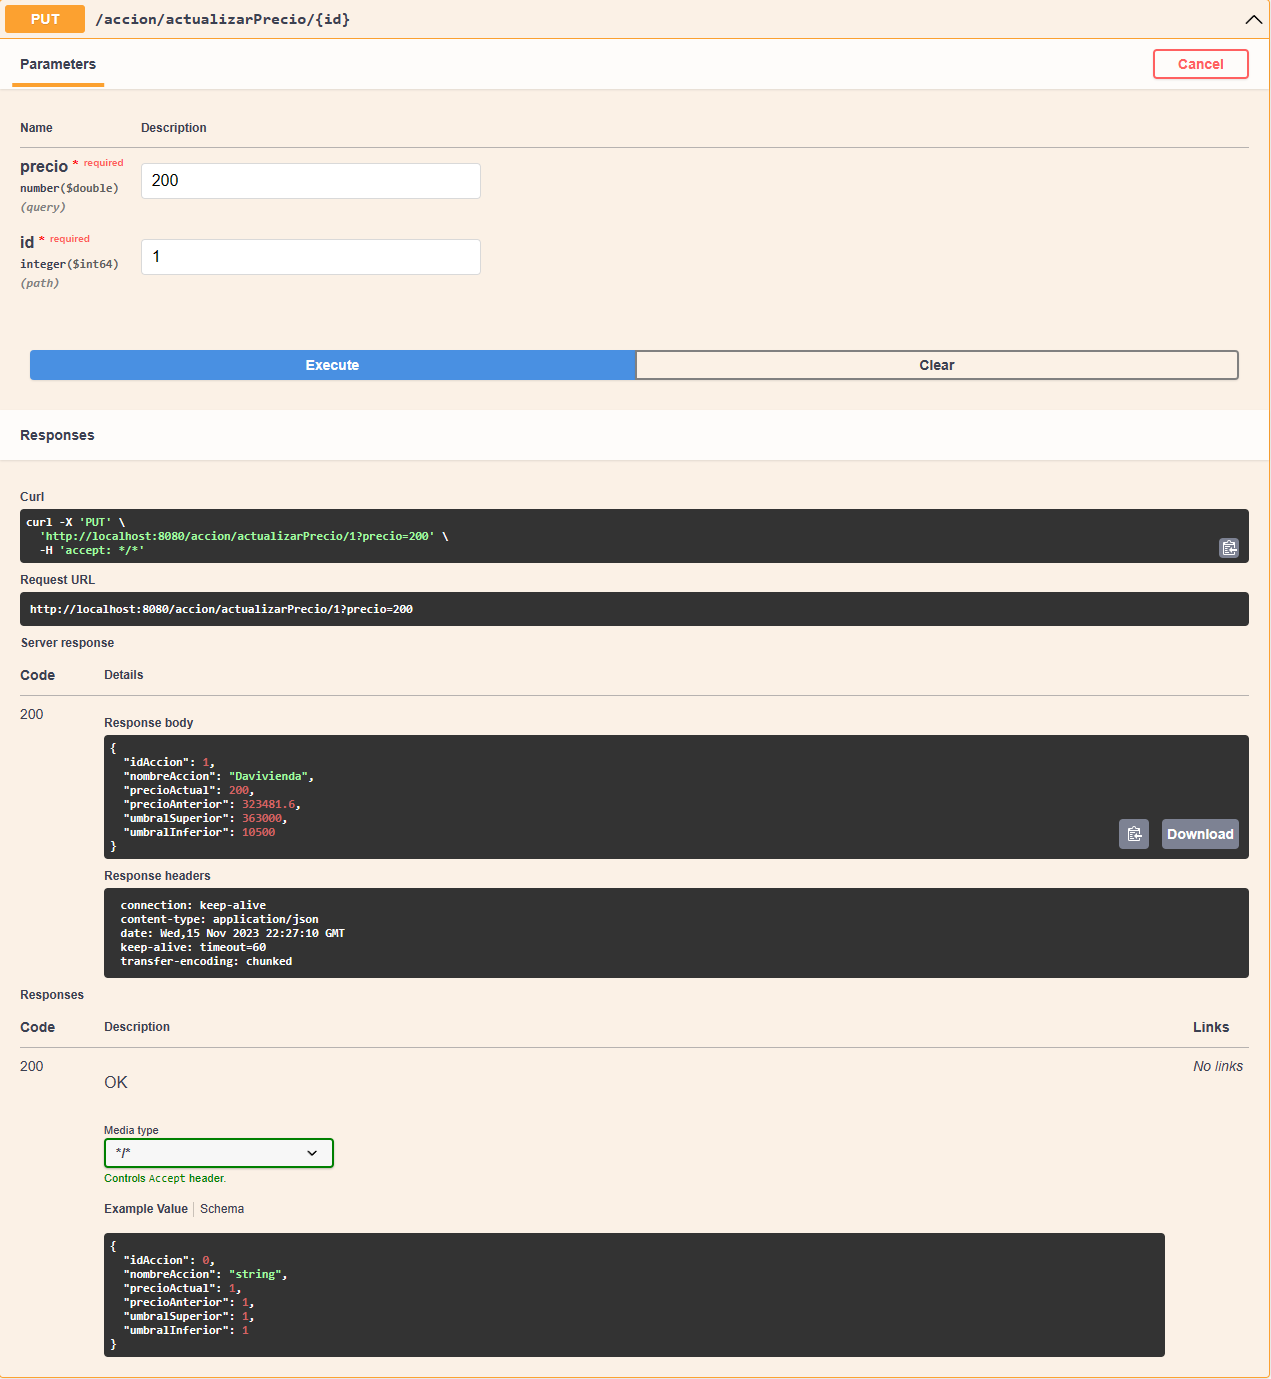 PUT /accion/actualizarPrecio/{id}
Parameters Cancel
Name Description
precio * required
number($double)
(query)
200
id * required
integer($int64)
(path)
1
Execute Clear
Responses
Curl
curl -X 'PUT' \
  'http://localhost:8080/accion/actualizarPrecio/1?precio=200' \
  -H 'accept: */*'
Request URL
http://localhost:8080/accion/actualizarPrecio/1?precio=200
Server response
Code Details
200
Response body
{
  "idAccion": 1,
  "nombreAccion": "Davivienda",
  "precioActual": 200,
  "precioAnterior": 323481.6,
  "umbralSuperior": 363000,
  "umbralInferior": 10500
}
Download
Response headers
connection: keep-alive
content-type: application/json
date: Wed,15 Nov 2023 22:27:10 GMT
keep-alive: timeout=60
transfer-encoding: chunked
Responses
Code Description Links
200 No links
OK
Media type
*/*
Controls Accept header.
Example Value Schema
{
  "idAccion": 0,
  "nombreAccion": "string",
  "precioActual": 1,
  "precioAnterior": 1,
  "umbralSuperior": 1,
  "umbralInferior": 1
}